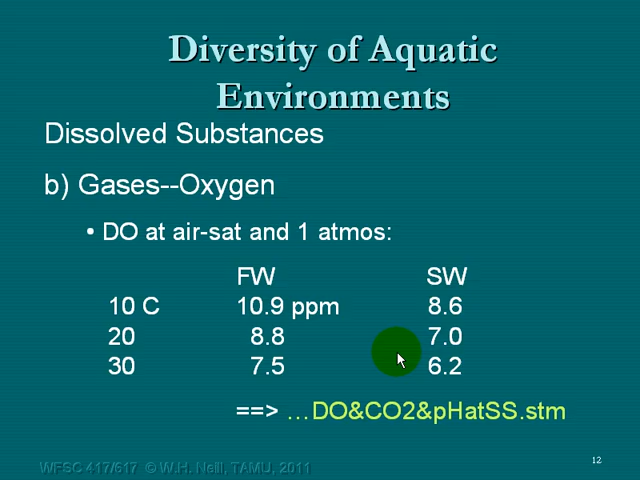 Diversity of Aquatic
Environments
Dissolved Substances
b) Gases--Oxygen
• DO at air-sat and 1 atmos:
FW SW
10 C 10.9 ppm 8.6
20 8.8 7.0
30 7.5 6.2
==> …DO&CO2&pHatSS.stm
WFSC 417/617 © W.H. Neill, TAMU, 2011
12